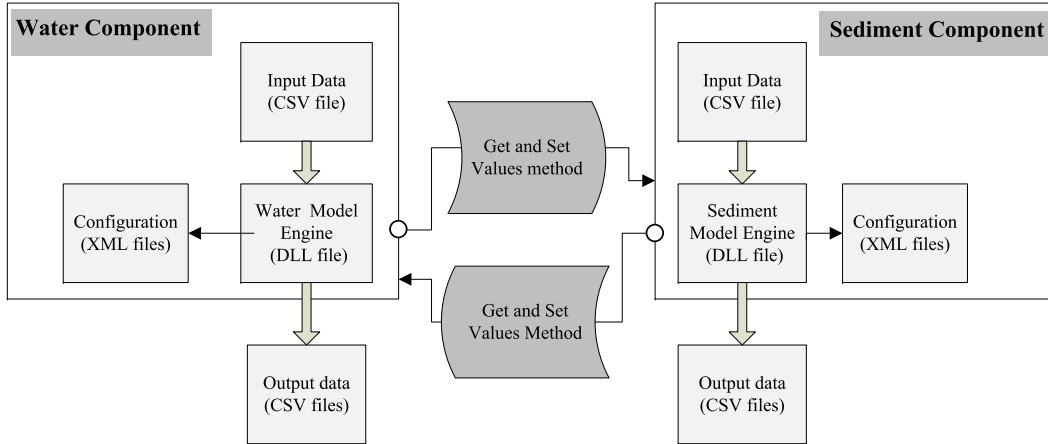 Water Component
Input Data
(CSV file)
Configuration
(XML files)
Water Model
Engine
(DLL file)
Output data
(CSV files)
Get and Set
Values method
Get and Set
Values Method
Sediment Component
Input Data
(CSV file)
Sediment
Model Engine
(DLL file)
Configuration
(XML files)
Output data
(CSV files)